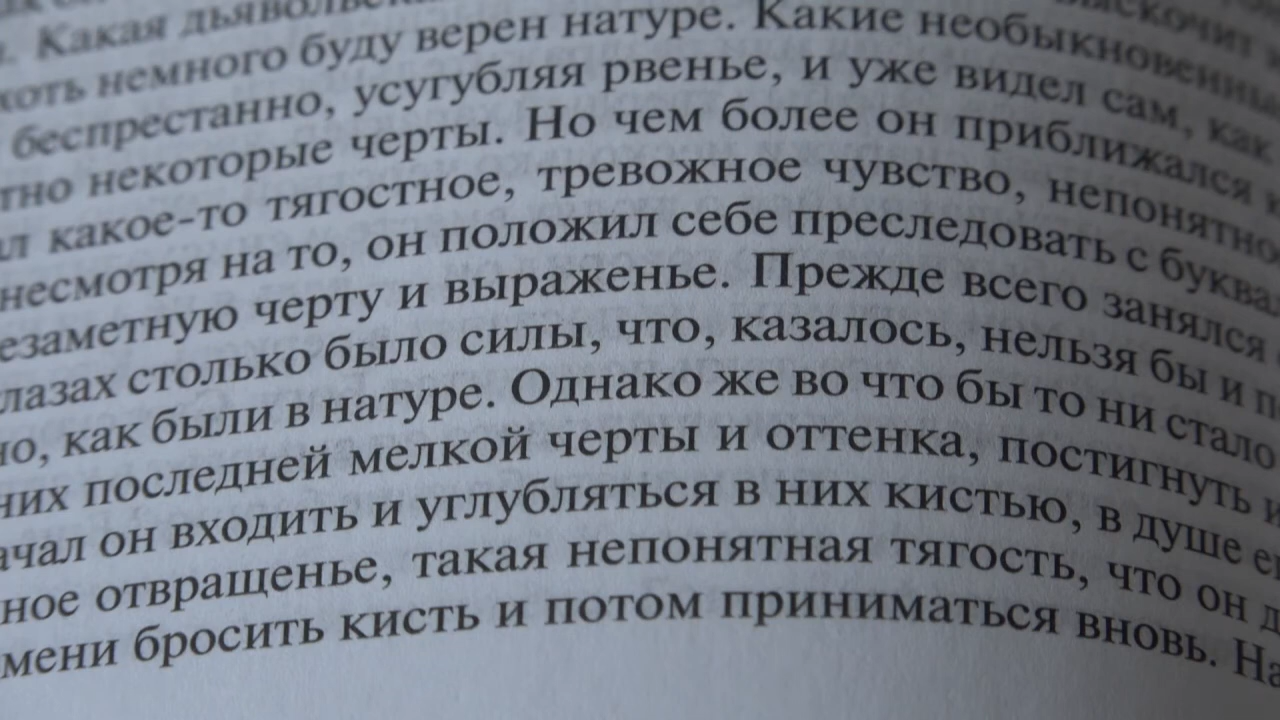 . Какая дьявольск
хоть немного буду верен натуре. Какие необыкновенны
беспрестанно, усугубляя рвенье, и уже видел сам, как
тно некоторые черты. Но чем более он приближался к
ал какое-то тягостное, тревожное чувство, непонятно
несмотря на то, он положил себе преследовать с буква
езаметную черту и выраженье. Прежде всего занялся
лазах столько было силы, что, казалось, нельзя бы и п
но, как были в натуре. Однако же во что бы то ни стало
них последней мелкой черты и оттенка, постигнуть и
ачал он входить и углубляться в них кистью, в душе е
ное отвращенье, такая непонятная тягость, что он д
мени бросить кисть и потом приниматься вновь. На